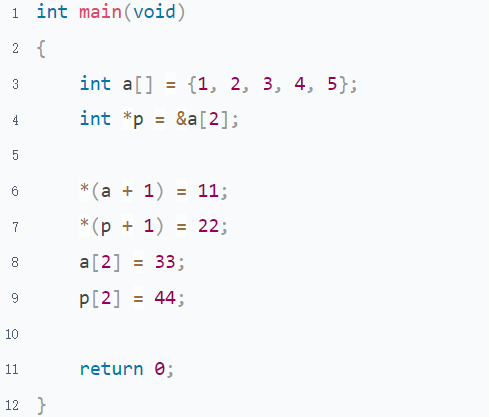 1 int main(void)
2 {
3     int a[] = {1, 2, 3, 4, 5};
4     int *p = &a[2];
5
6     *(a + 1) = 11;
7     *(p + 1) = 22;
8     a[2] = 33;
9     p[2] = 44;
10
11     return 0;
12 }